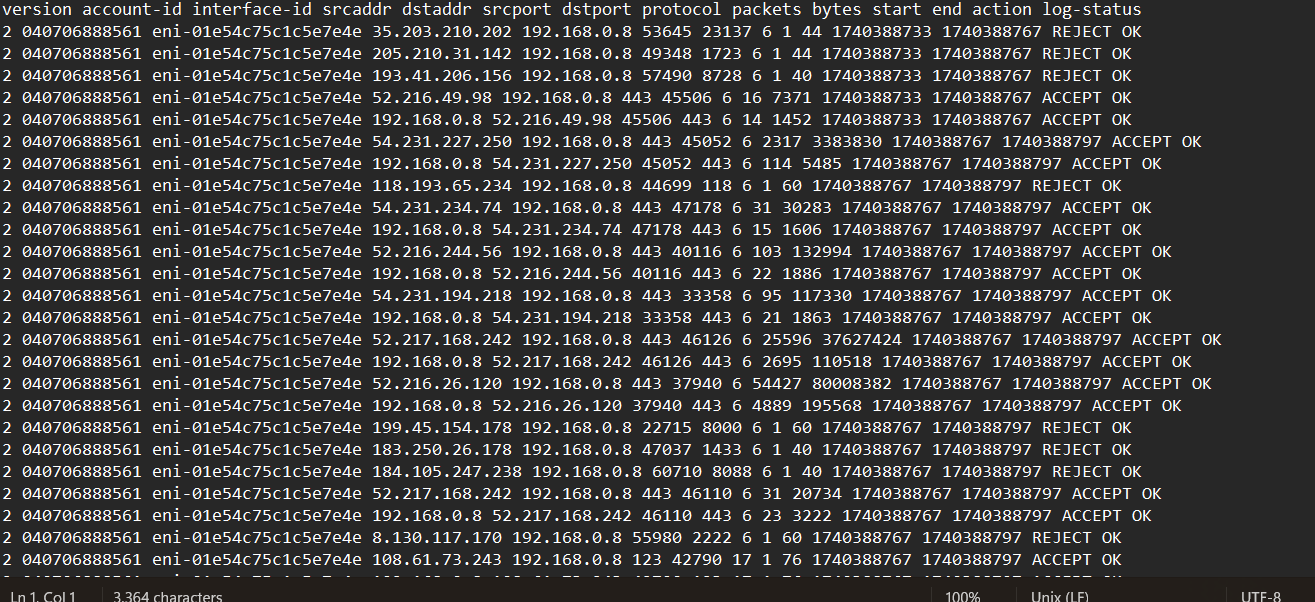 version account-id interface-id srcaddr dstaddr srcport dstport protocol packets bytes start end action log-status
2 040706888561 eni-01e54c75c1c5e7e4e 35.203.210.202 192.168.0.8 53645 23137 6 1 44 1740388733 1740388767 REJECT OK
2 040706888561 eni-01e54c75c1c5e7e4e 205.210.31.142 192.168.0.8 49348 1723 6 1 44 1740388733 1740388767 REJECT OK
2 040706888561 eni-01e54c75c1c5e7e4e 193.41.206.156 192.168.0.8 57490 8728 6 1 40 1740388733 1740388767 REJECT OK
2 040706888561 eni-01e54c75c1c5e7e4e 52.216.49.98 192.168.0.8 443 45506 6 16 7371 1740388733 1740388767 ACCEPT OK
2 040706888561 eni-01e54c75c1c5e7e4e 192.168.0.8 52.216.49.98 45506 443 6 14 1452 1740388733 1740388767 ACCEPT OK
2 040706888561 eni-01e54c75c1c5e7e4e 54.231.227.250 192.168.0.8 443 45052 6 2317 3383830 1740388767 1740388797 ACCEPT OK
2 040706888561 eni-01e54c75c1c5e7e4e 192.168.0.8 54.231.227.250 45052 443 6 114 5485 1740388767 1740388797 ACCEPT OK
2 040706888561 eni-01e54c75c1c5e7e4e 118.193.65.234 192.168.0.8 44699 118 6 1 60 1740388767 1740388797 REJECT OK
2 040706888561 eni-01e54c75c1c5e7e4e 54.231.234.74 192.168.0.8 443 47178 6 31 30283 1740388767 1740388797 ACCEPT OK
2 040706888561 eni-01e54c75c1c5e7e4e 192.168.0.8 54.231.234.74 47178 443 6 15 1606 1740388767 1740388797 ACCEPT OK
2 040706888561 eni-01e54c75c1c5e7e4e 52.216.244.56 192.168.0.8 443 40116 6 103 132994 1740388767 1740388797 ACCEPT OK
2 040706888561 eni-01e54c75c1c5e7e4e 192.168.0.8 52.216.244.56 40116 443 6 22 1886 1740388767 1740388797 ACCEPT OK
2 040706888561 eni-01e54c75c1c5e7e4e 54.231.194.218 192.168.0.8 443 33358 6 95 117330 1740388767 1740388797 ACCEPT OK
2 040706888561 eni-01e54c75c1c5e7e4e 192.168.0.8 54.231.194.218 33358 443 6 21 1863 1740388767 1740388797 ACCEPT OK
2 040706888561 eni-01e54c75c1c5e7e4e 52.217.168.242 192.168.0.8 443 46126 6 25596 37627424 1740388767 1740388797 ACCEPT OK
2 040706888561 eni-01e54c75c1c5e7e4e 192.168.0.8 52.217.168.242 46126 443 6 2695 110518 1740388767 1740388797 ACCEPT OK
2 040706888561 eni-01e54c75c1c5e7e4e 52.216.26.120 192.168.0.8 443 37940 6 54427 80008382 1740388767 1740388797 ACCEPT OK
2 040706888561 eni-01e54c75c1c5e7e4e 192.168.0.8 52.216.26.120 37940 443 6 4889 195568 1740388767 1740388797 ACCEPT OK
2 040706888561 eni-01e54c75c1c5e7e4e 199.45.154.178 192.168.0.8 22715 8000 6 1 60 1740388767 1740388797 REJECT OK
2 040706888561 eni-01e54c75c1c5e7e4e 183.250.26.178 192.168.0.8 47037 1433 6 1 40 1740388767 1740388797 REJECT OK
2 040706888561 eni-01e54c75c1c5e7e4e 184.105.247.238 192.168.0.8 60710 8088 6 1 40 1740388767 1740388797 REJECT OK
2 040706888561 eni-01e54c75c1c5e7e4e 52.217.168.242 192.168.0.8 443 46110 6 31 20734 1740388767 1740388797 ACCEPT OK
2 040706888561 eni-01e54c75c1c5e7e4e 192.168.0.8 52.217.168.242 46110 443 6 23 3222 1740388767 1740388797 ACCEPT OK
2 040706888561 eni-01e54c75c1c5e7e4e 8.130.117.170 192.168.0.8 55980 2222 6 1 60 1740388767 1740388797 REJECT OK
2 040706888561 eni-01e54c75c1c5e7e4e 108.61.73.243 192.168.0.8 123 42790 17 1 76 1740388767 1740388797 ACCEPT OK
Ln 1, Col 1 3,364 characters 100% Unix (LF) UTF-8